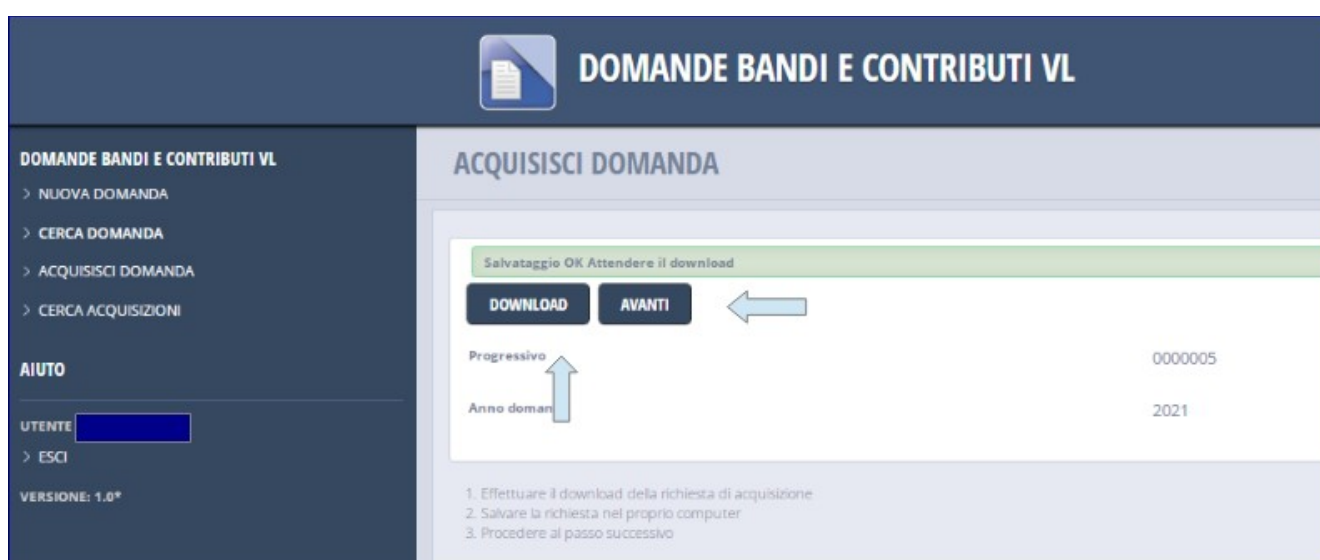 DOMANDE BANDI E CONTRIBUTI VL
DOMANDE BANDI E CONTRIBUTI VL
> NUOVA DOMANDA
> CERCA DOMANDA
> ACQUISISCI DOMANDA
> CERCA ACQUISIZIONI
AIUTO
UTENTE
> ESCI
VERSIONE: 1.0*
ACQUISISCI DOMANDA
Salvataggio OK Attendere il download
DOWNLOAD AVANTI
Progressivo 0000005
Anno doman 2021
1. Effettuare il download della richiesta di acquisizione
2. Salvare la richiesta nel proprio computer
3. Procedere al passo successivo